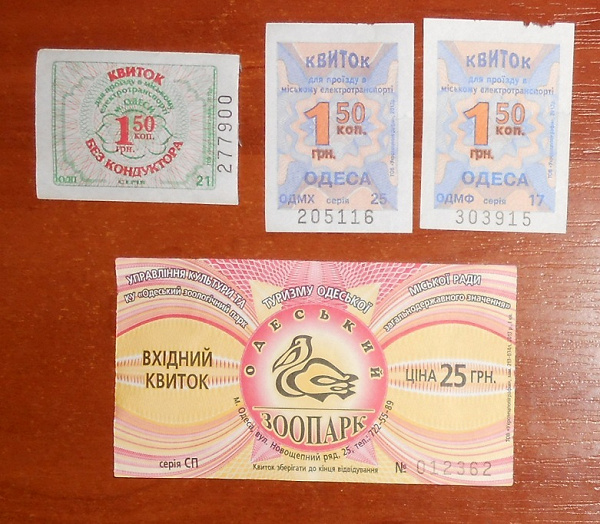 КВИТОК
для проїзду в міському
електротранспорті
м. ОДЕСА
1 50
грн. коп.
БЕЗ КОНДУКТОРА
ОДП серія 21
277900
КВИТОК
для проїзду в
міському електротранспорті
1 50
грн. коп.
ОДЕСА
ОДМХ серія 25
205116
КВИТОК
для проїзду в
міському електротранспорті
1 50
грн. коп.
ОДЕСА
ОДМФ серія 17
303915
УПРАВЛІННЯ КУЛЬТУРИ ТА ТУРИЗМУ ОДЕСЬКОЇ МІСЬКОЇ РАДИ
КУ «Одеський зоологічний парк загальнодержавного значення»
ОДЕСЬКИЙ
ЗООПАРК
ВХІДНИЙ
КВИТОК
ЦІНА 25 ГРН.
м. Одеса, вул. Новощепний ряд, 25, тел.: 722-55-89
серія СП
Квиток зберігати до кінця відвідування
№ 012362